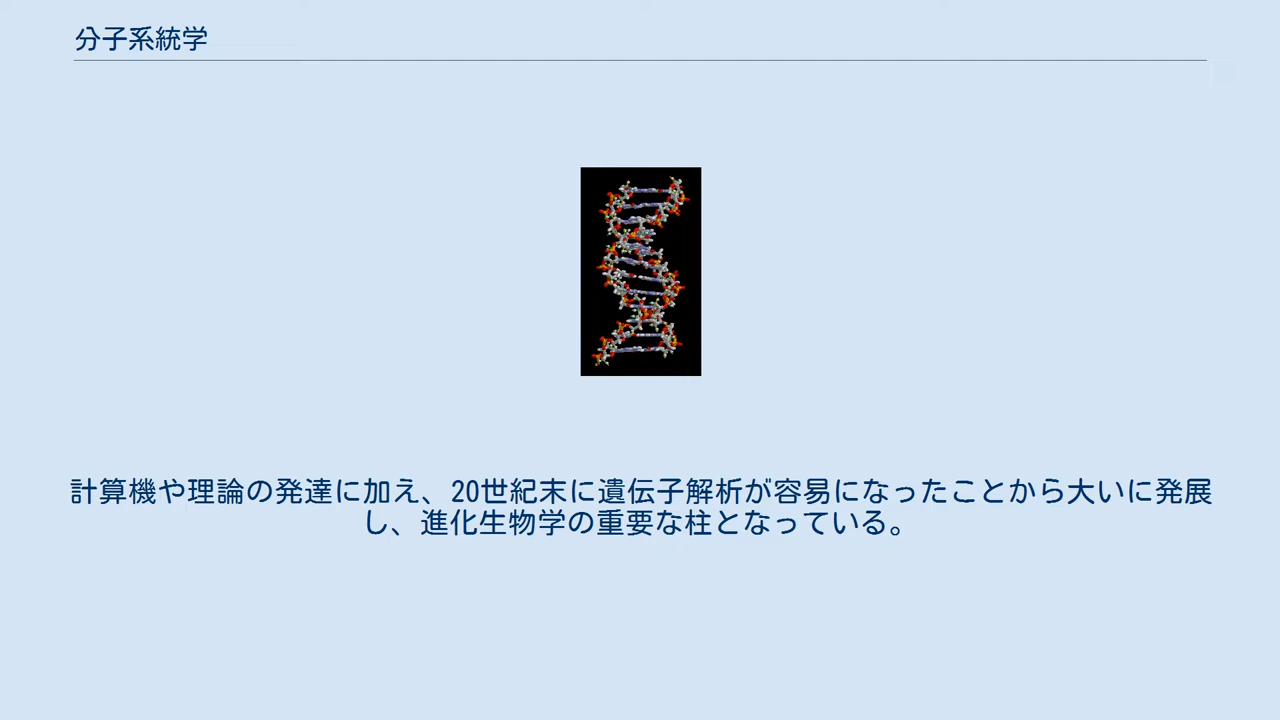 分子系統学
計算機や理論の発達に加え、20世紀末に遺伝子解析が容易になったことから大いに発展
し、進化生物学の重要な柱となっている。